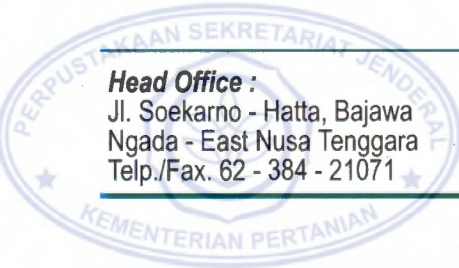 PERPUSTAKAAN SEKRETARIAT JENDERAL
Head Office :
Jl. Soekarno - Hatta, Bajawa
Ngada - East Nusa Tenggara
Telp./Fax. 62 - 384 - 21071
KEMENTERIAN PERTANIAN